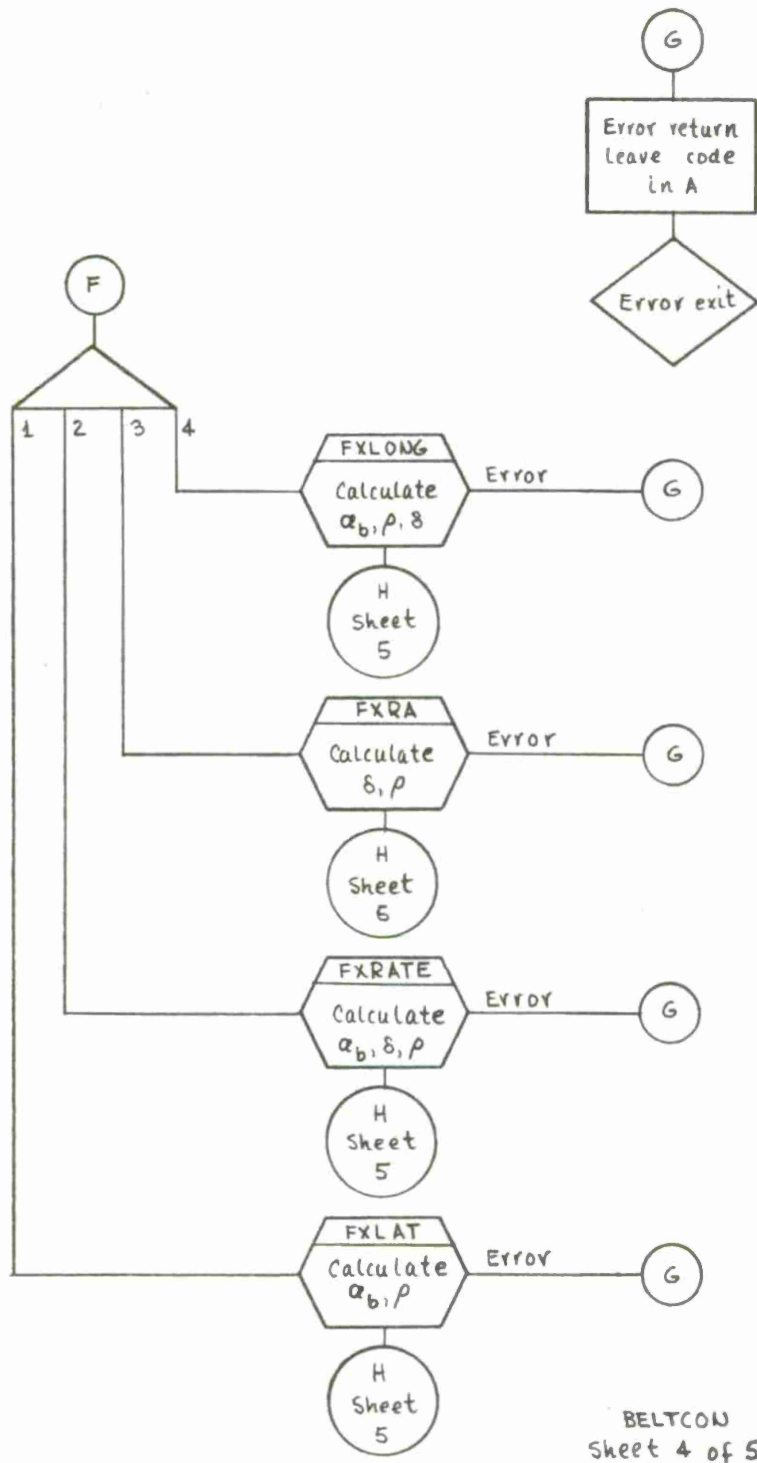 G
Error return
leave code
in A
Error exit
F
1 2 3 4
FXLONG
Calculate
α_b, ρ, δ
Error
G
H
Sheet
5
FXRA
Calculate
δ, ρ
Error
G
H
Sheet
5
FXRATE
Calculate
α_b, δ, ρ
Error
G
H
Sheet
5
FXLAT
Calculate
α_b, ρ
Error
G
H
Sheet
5
BELTCON
Sheet 4 of 5